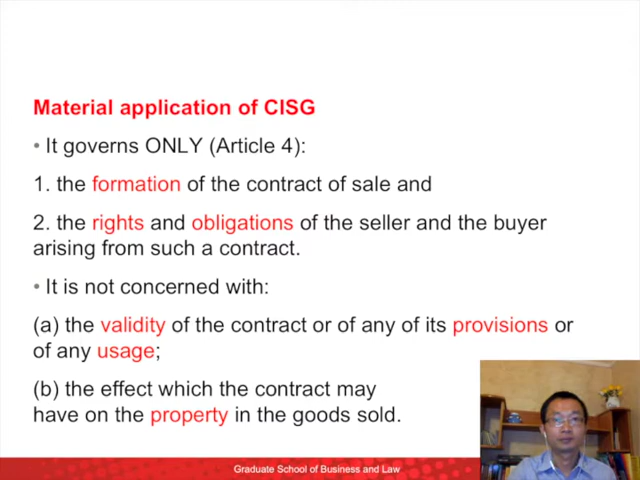 Material application of CISG
• It governs ONLY (Article 4):
1. the formation of the contract of sale and
2. the rights and obligations of the seller and the buyer
arising from such a contract.
• It is not concerned with:
(a) the validity of the contract or of any of its provisions or
of any usage;
(b) the effect which the contract may
have on the property in the goods sold.
Graduate School of Business and Law